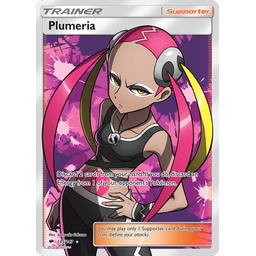 TRAINER
Supporter
Plumeria
Discard 2 cards from your hand. If you do, discard an
Energy from 1 of your opponent's Pokémon.
You may play only 1 Supporter card during your
turn (before your attack).